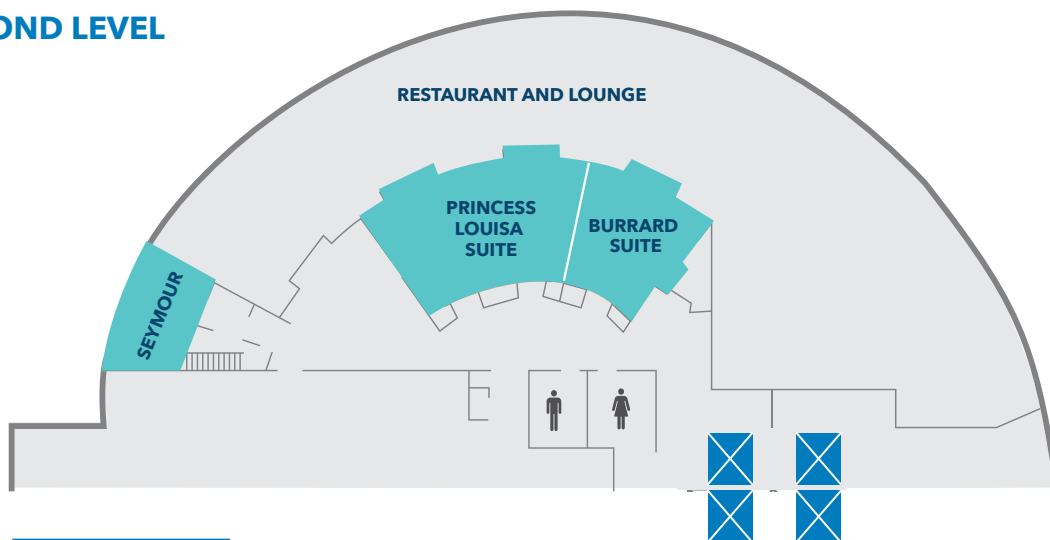 OND LEVEL
RESTAURANT AND LOUNGE
PRINCESS
LOUISA
SUITE
BURRARD
SUITE
SEYMOUR